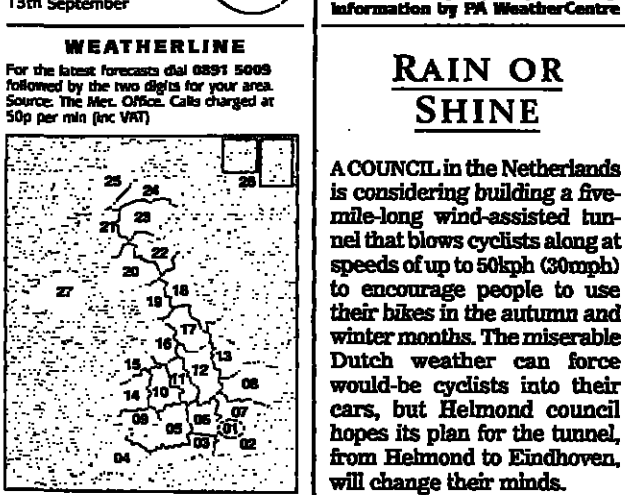 13th September
WEATHERLINE
For the latest forecasts dial 0891 5009
followed by the two digits for your area.
Source: The Met. Office. Calls charged at
50p per min (inc VAT)
25
24
26
23
21
22
20
27
18
19
17
16
13
15
12
11
08
14
10
07
09
06
05
01
03
02
04
Information by PA WeatherCentre
RAIN OR
SHINE
A COUNCIL in the Netherlands
is considering building a five-
mile-long wind-assisted tun-
nel that blows cyclists along at
speeds of up to 50kph (30mph)
to encourage people to use
their bikes in the autumn and
winter months. The miserable
Dutch weather can force
would-be cyclists into their
cars, but Helmond council
hopes its plan for the tunnel,
from Helmond to Eindhoven,
will change their minds.